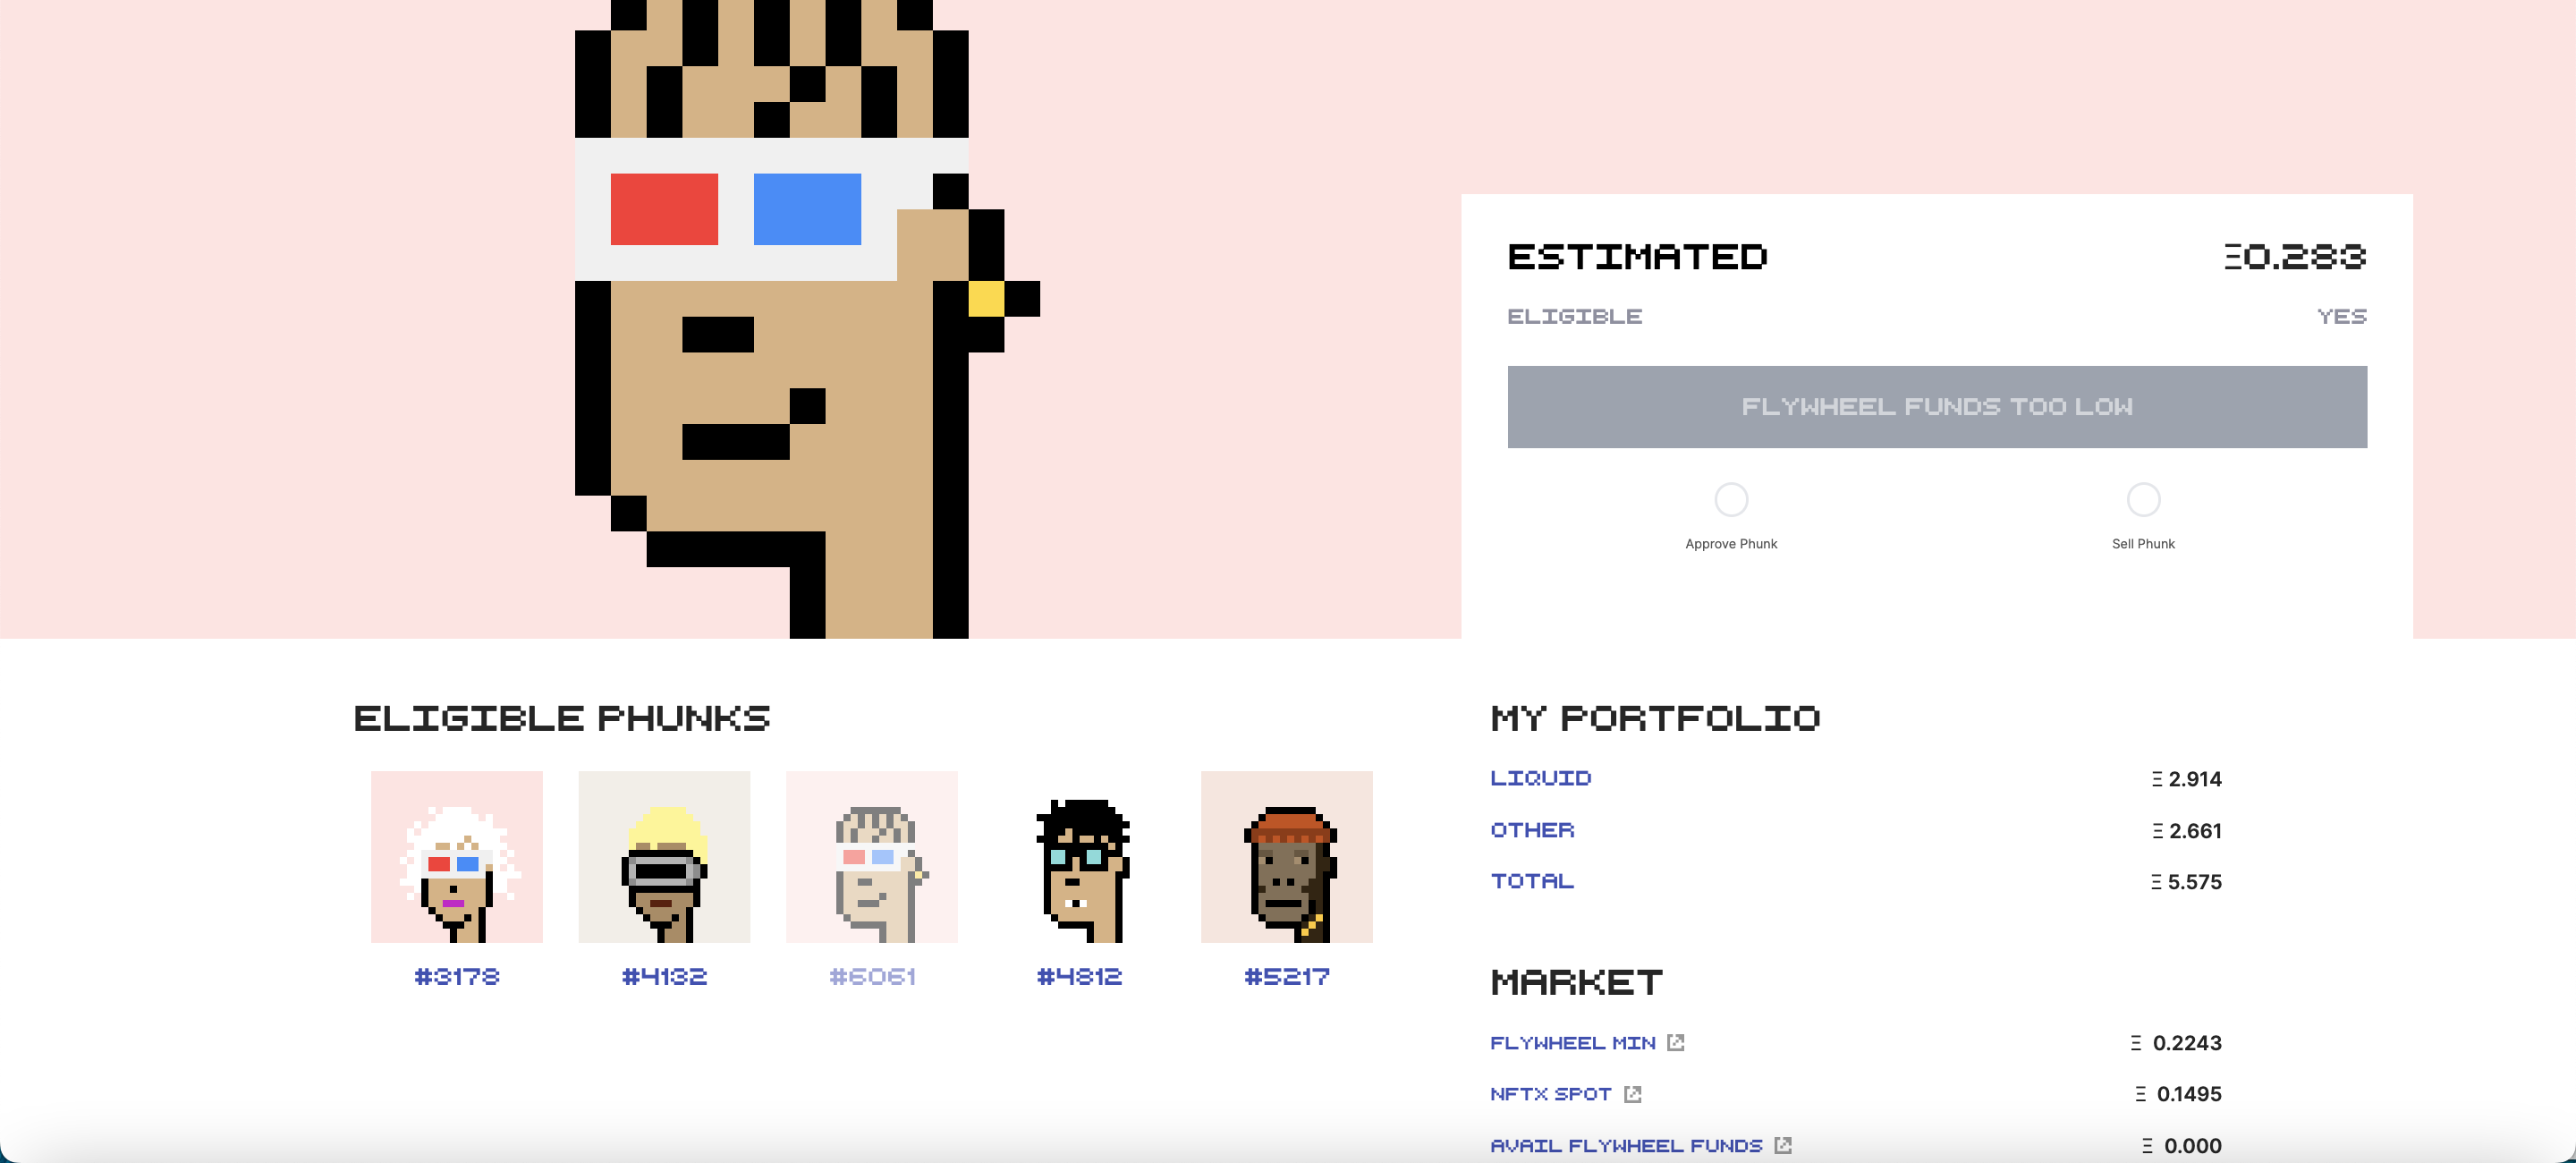 ESTIMATED Ξ0.283
ELIGIBLE YES
FLYWHEEL FUNDS TOO LOW
Approve Phunk Sell Phunk
ELIGIBLE PHUNKS
#3178 #4132 #6061 #4812 #5217
MY PORTFOLIO
LIQUID Ξ 2.914
OTHER Ξ 2.661
TOTAL Ξ 5.575
MARKET
FLYWHEEL MIN Ξ 0.2243
NFTX SPOT Ξ 0.1495
AVAIL FLYWHEEL FUNDS Ξ 0.000